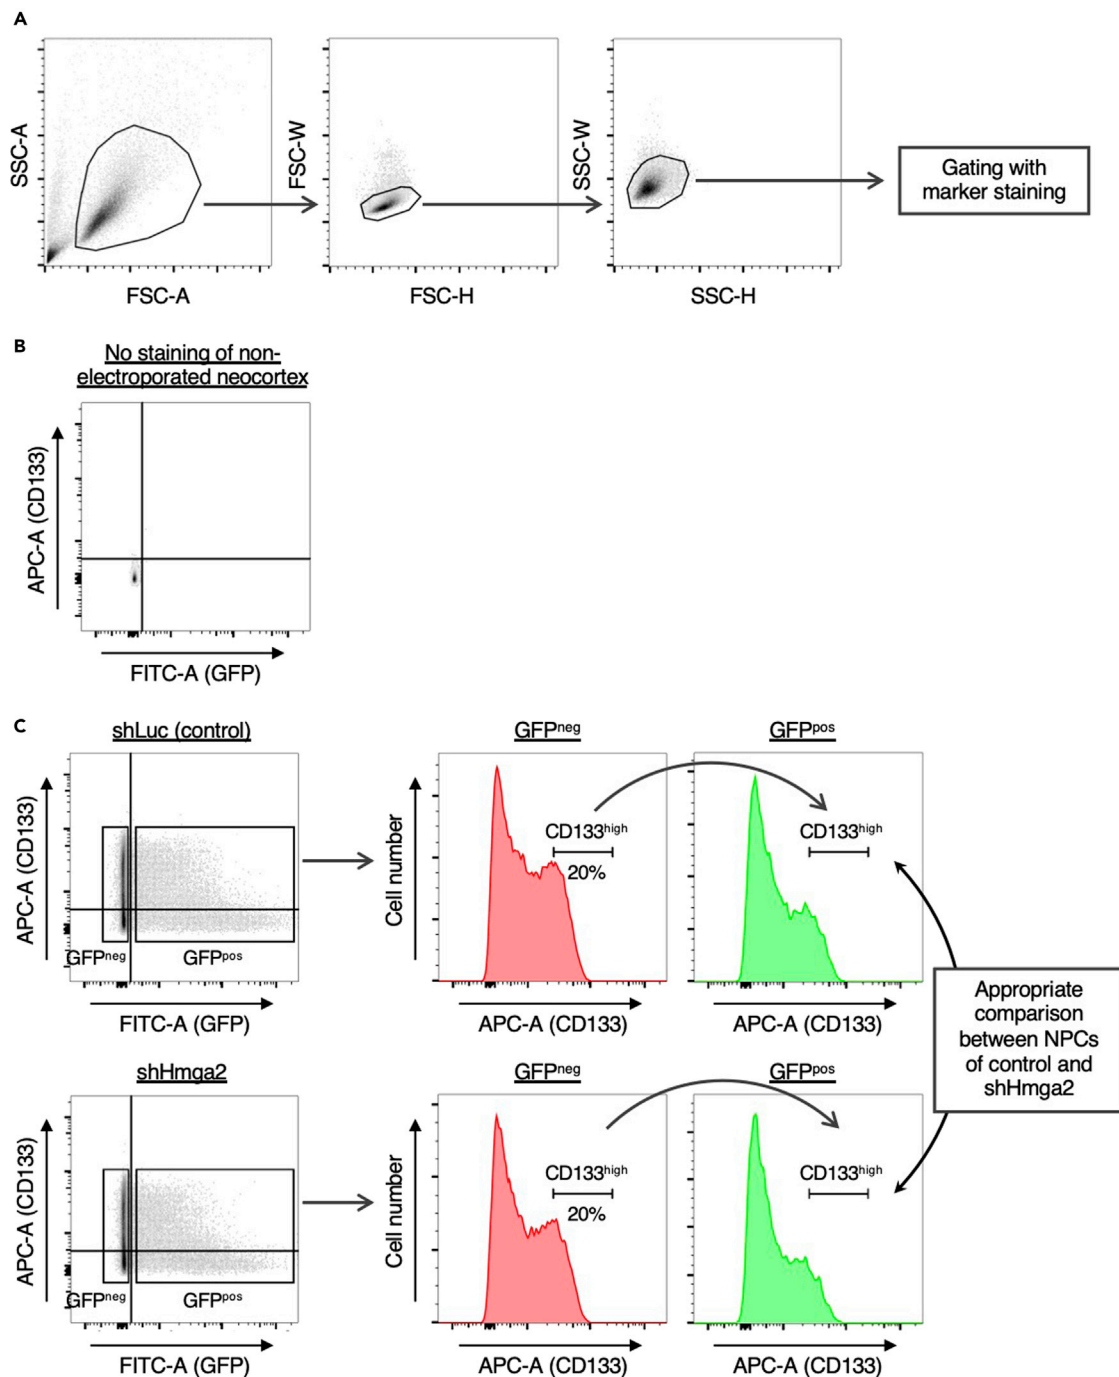 A
SSC-A
FSC-A
FSC-W
FSC-H
SSC-W
SSC-H
Gating with
marker staining
B
No staining of non-
electroporated neocortex
APC-A (CD133)
FITC-A (GFP)
C
shLuc (control)
APC-A (CD133)
GFPneg
GFPpos
FITC-A (GFP)
GFPneg
Cell number
CD133high
20%
APC-A (CD133)
GFPpos
CD133high
APC-A (CD133)
Appropriate
comparison
between NPCs
of control and
shHmga2
shHmga2
APC-A (CD133)
GFPneg
GFPpos
FITC-A (GFP)
GFPneg
Cell number
CD133high
20%
APC-A (CD133)
GFPpos
CD133high
APC-A (CD133)